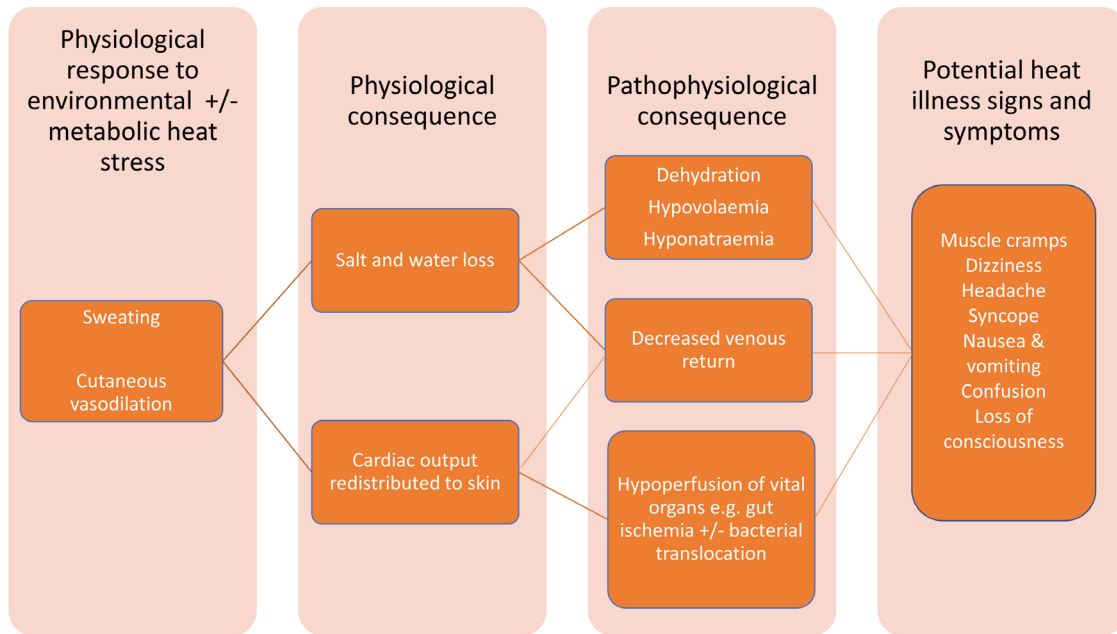 Physiological
response to
environmental +/-
metabolic heat
stress
Sweating
Cutaneous
vasodilation
Physiological
consequence
Salt and water loss
Cardiac output
redistributed to skin
Pathophysiological
consequence
Dehydration
Hypovolaemia
Hyponatraemia
Decreased venous
return
Hypoperfusion of vital
organs e.g. gut
ischemia +/- bacterial
translocation
Potential heat
illness signs and
symptoms
Muscle cramps
Dizziness
Headache
Syncope
Nausea &
vomiting
Confusion
Loss of
consciousness